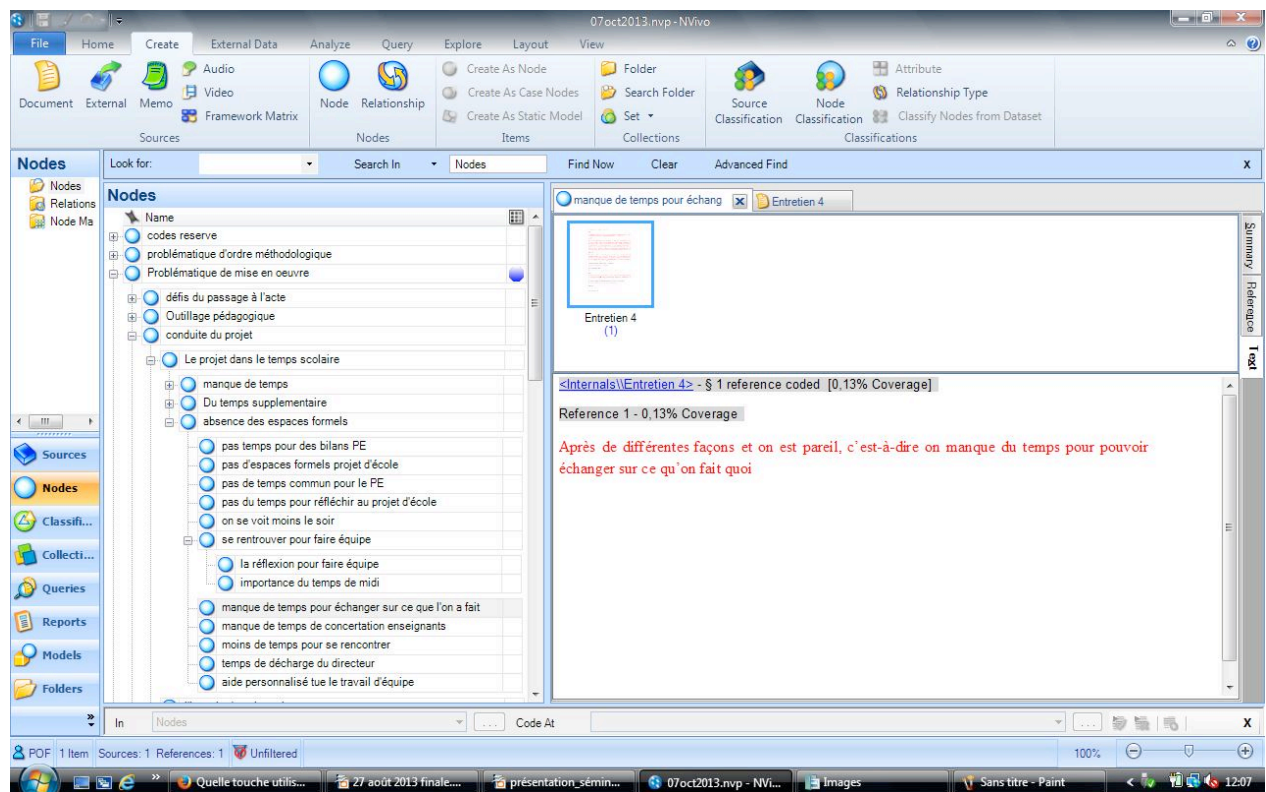 07oct2013.nvp - NVivo
File Home Create External Data Analyze Query Explore Layout View
Document External Memo
Audio
Video
Framework Matrix
Sources
Node Relationship
Nodes
Create As Node
Create As Case Nodes
Create As Static Model
Items
Folder
Search Folder
Set
Collections
Source Classification
Node Classification
Attribute
Relationship Type
Classify Nodes from Dataset
Classifications
Nodes
Look for: Search In Nodes Find Now Clear Advanced Find X
Nodes
Relations
Node Ma
Sources
Nodes
Classifi...
Collecti...
Queries
Reports
Models
Folders
Nodes
Name
codes reserve
problématique d'ordre méthodologique
Problématique de mise en oeuvre
défis du passage à l'acte
Outillage pédagogique
conduite du projet
Le projet dans le temps scolaire
manque de temps
Du temps supplementaire
absence des espaces formels
pas temps pour des bilans PE
pas d'espaces formels projet d'école
pas de temps commun pour le PE
pas du temps pour réfléchir au projet d'école
on se voit moins le soir
se rentrouver pour faire équipe
la réflexion pour faire équipe
importance du temps de midi
manque de temps pour échanger sur ce que l'on a fait
manque de temps de concertation enseignants
moins de temps pour se rencontrer
temps de décharge du directeur
aide personnalisé tue le travail d'équipe
manque de temps pour échang Entretien 4
Entretien 4
(1)
Summary
Reference
Text
<Internals\\Entretien 4> - § 1 reference coded [0,13% Coverage]
Reference 1 - 0,13% Coverage
Après de différentes façons et on est pareil, c'est-à-dire on manque du temps pour pouvoir
échanger sur ce qu'on fait quoi
In Nodes ... Code At ... X
POF 1 Item Sources: 1 References: 1 Unfiltered 100%
Quelle touche utilis... 27 août 2013 finale.... présentation_sémin... 07oct2013.nvp - NVi... Images Sans titre - Paint 12:07